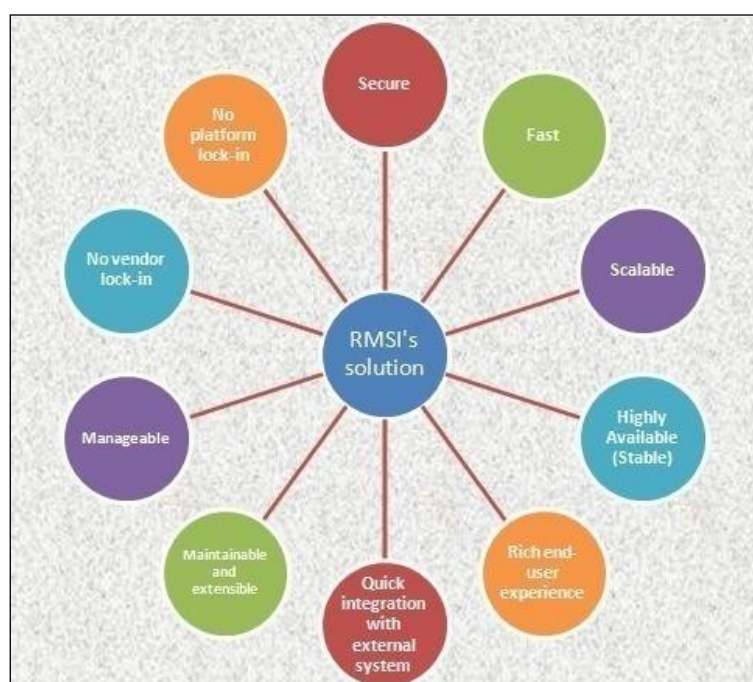 Secure
Fast
Scalable
Highly
Available
(Stable)
Rich end-
user
experience
Quick
integration
with
external
system
Maintainable
and
extensible
Manageable
No vendor
lock-in
No
platform
lock-in
RMSI's
solution